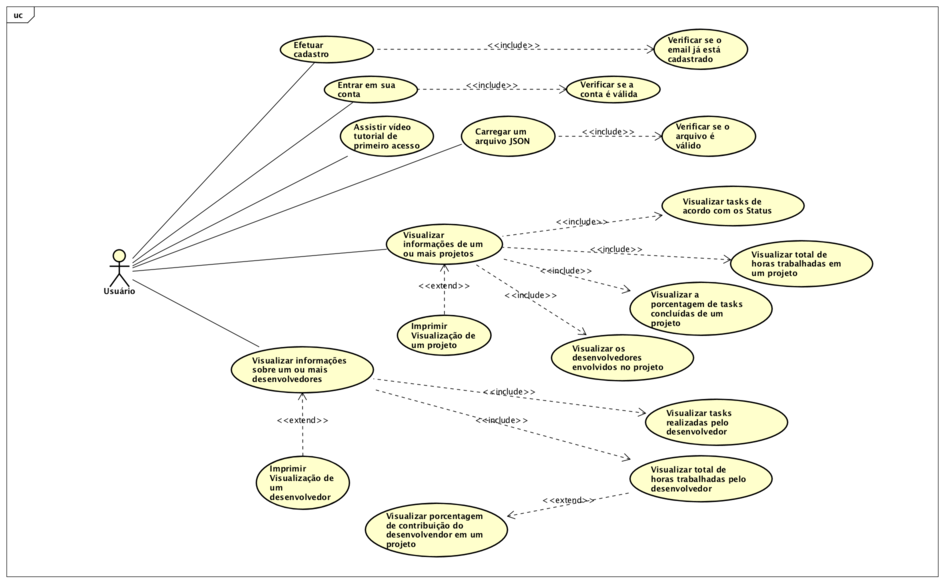 uc
Efetuar
cadastro
<<include>>
Verificar se o
email já está
cadastrado
Entrar em sua
conta
<<include>>
Verificar se a
conta é válida
Assistir vídeo
tutorial de
primeiro acesso
Carregar um
arquivo JSON
<<include>>
Verificar se o
arquivo é
válido
Visualizar tasks de
acordo com os Status
<<include>>
Visualizar
informações de um
ou mais projetos
<<include>>
Visualizar total de
horas trabalhadas em
um projeto
<<include>>
Usuário
<<extend>>
<<include>>
Visualizar a
porcentagem de tasks
concluídas de um
projeto
Imprimir
Visualização de
um projeto
Visualizar os
desenvolvedores
envolvidos no projeto
Visualizar informações
sobre um ou mais
desenvolvedores
<<include>>
<<extend>>
<<include>>
Visualizar tasks
realizadas pelo
desenvolvedor
Imprimir
Visualização de
um
desenvolvedor
Visualizar total de
horas trabalhadas pelo
desenvolvedor
<<extend>>
Visualizar porcentagem
de contribuição do
desenvolvendor em um
projeto